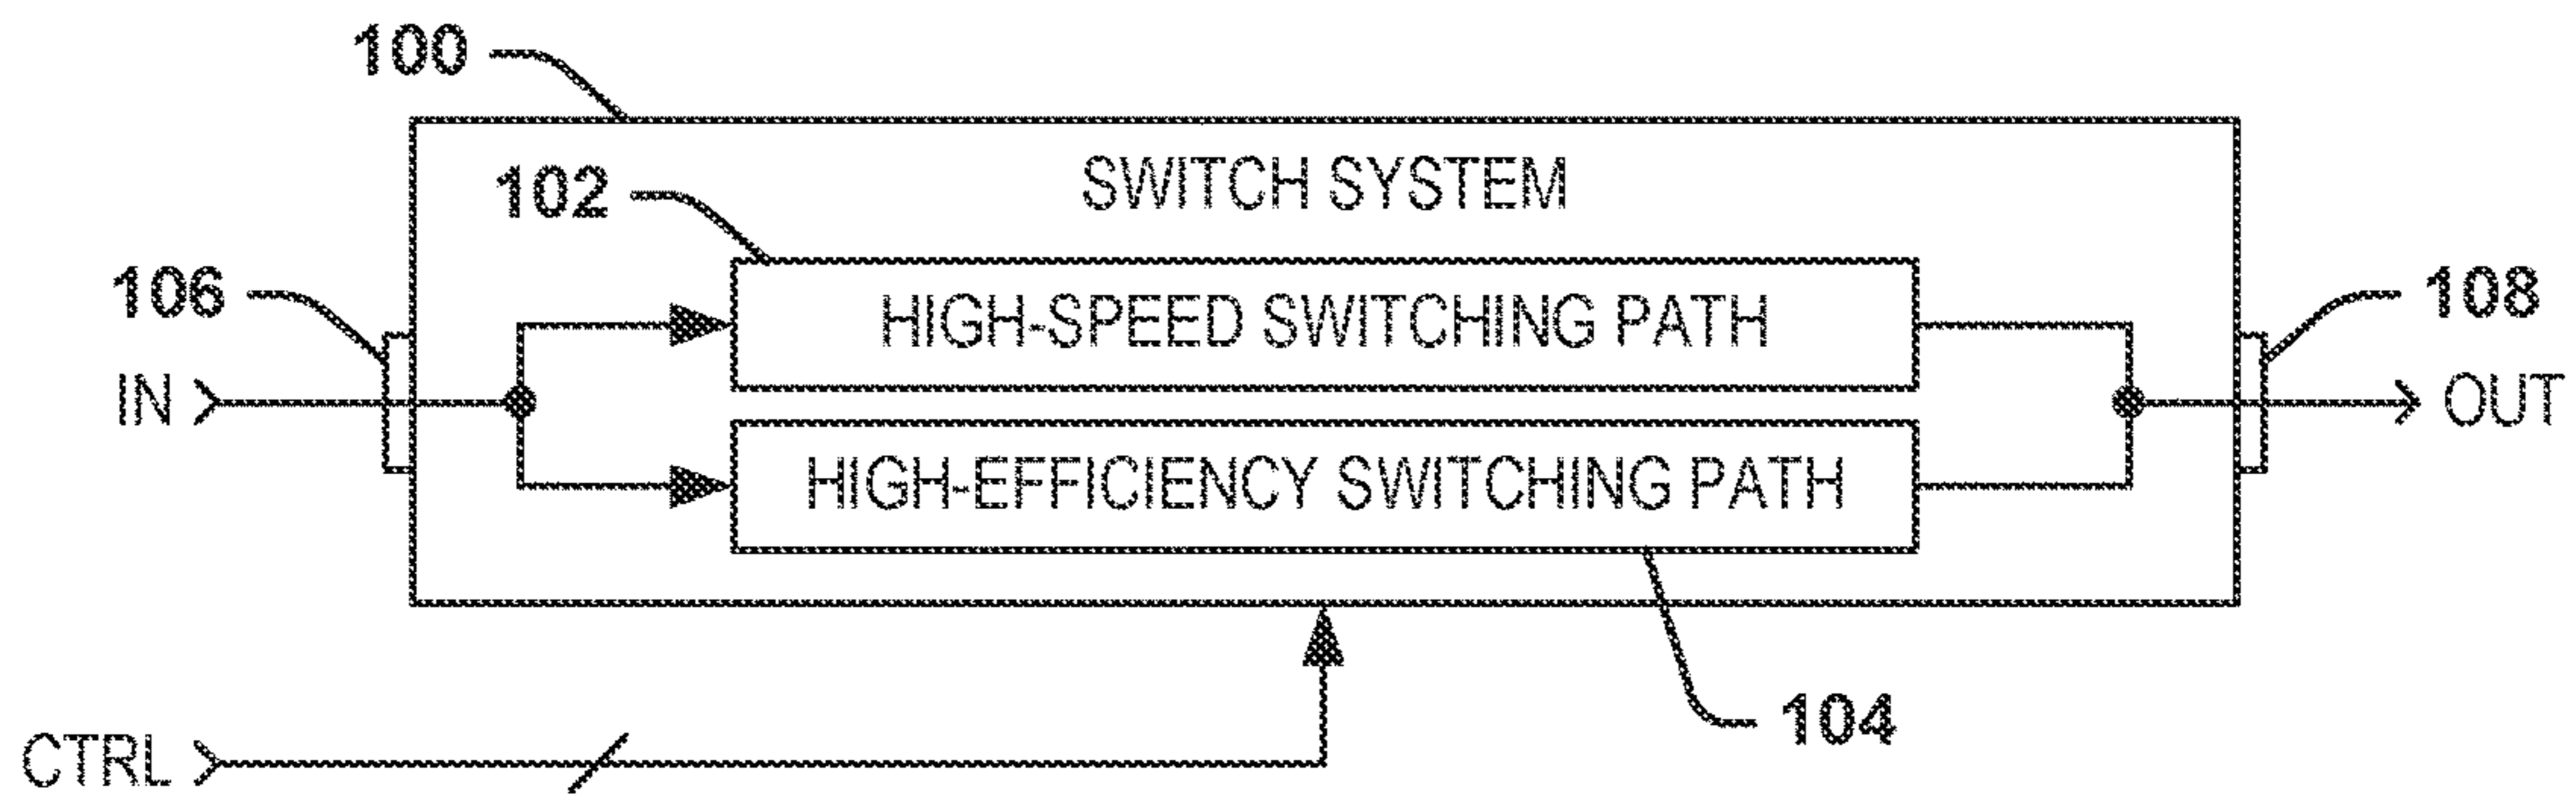 100
SWITCH SYSTEM
102
106
HIGH-SPEED SWITCHING PATH
108
IN
OUT
HIGH-EFFICIENCY SWITCHING PATH
104
CTRL